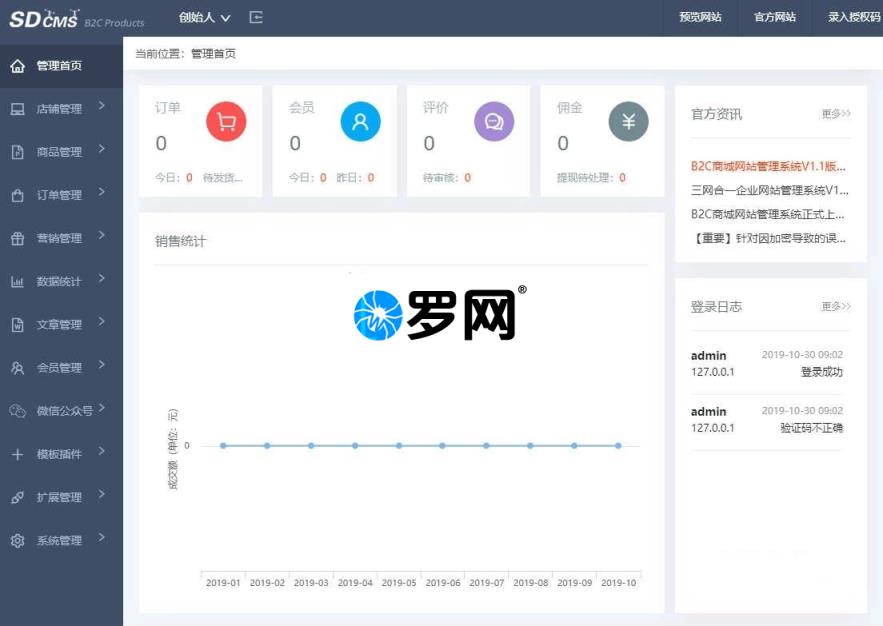 SDCMS B2C Products
创始人
预览网站
官方网站
录入授权码
管理首页
店铺管理
商品管理
订单管理
营销管理
数据统计
文章管理
会员管理
微信公众号
模板插件
扩展管理
系统管理
当前位置：管理首页
订单
0
今日：0 待发货...
会员
0
今日：0 昨日：0
评价
0
待审核：0
佣金
0
提现待处理：0
官方资讯
更多>>
B2C商城网站管理系统V1.1版...
三网合一企业网站管理系统V1...
B2C商城网站管理系统正式上...
【重要】针对因加密导致的误...
销售统计
罗网®
成交额（单位：元）
0
2019-01 2019-02 2019-03 2019-04 2019-05 2019-06 2019-07 2019-08 2019-09 2019-10
登录日志
更多>>
admin 2019-10-30 09:02
127.0.0.1 登录成功
admin 2019-10-30 09:02
127.0.0.1 验证码不正确